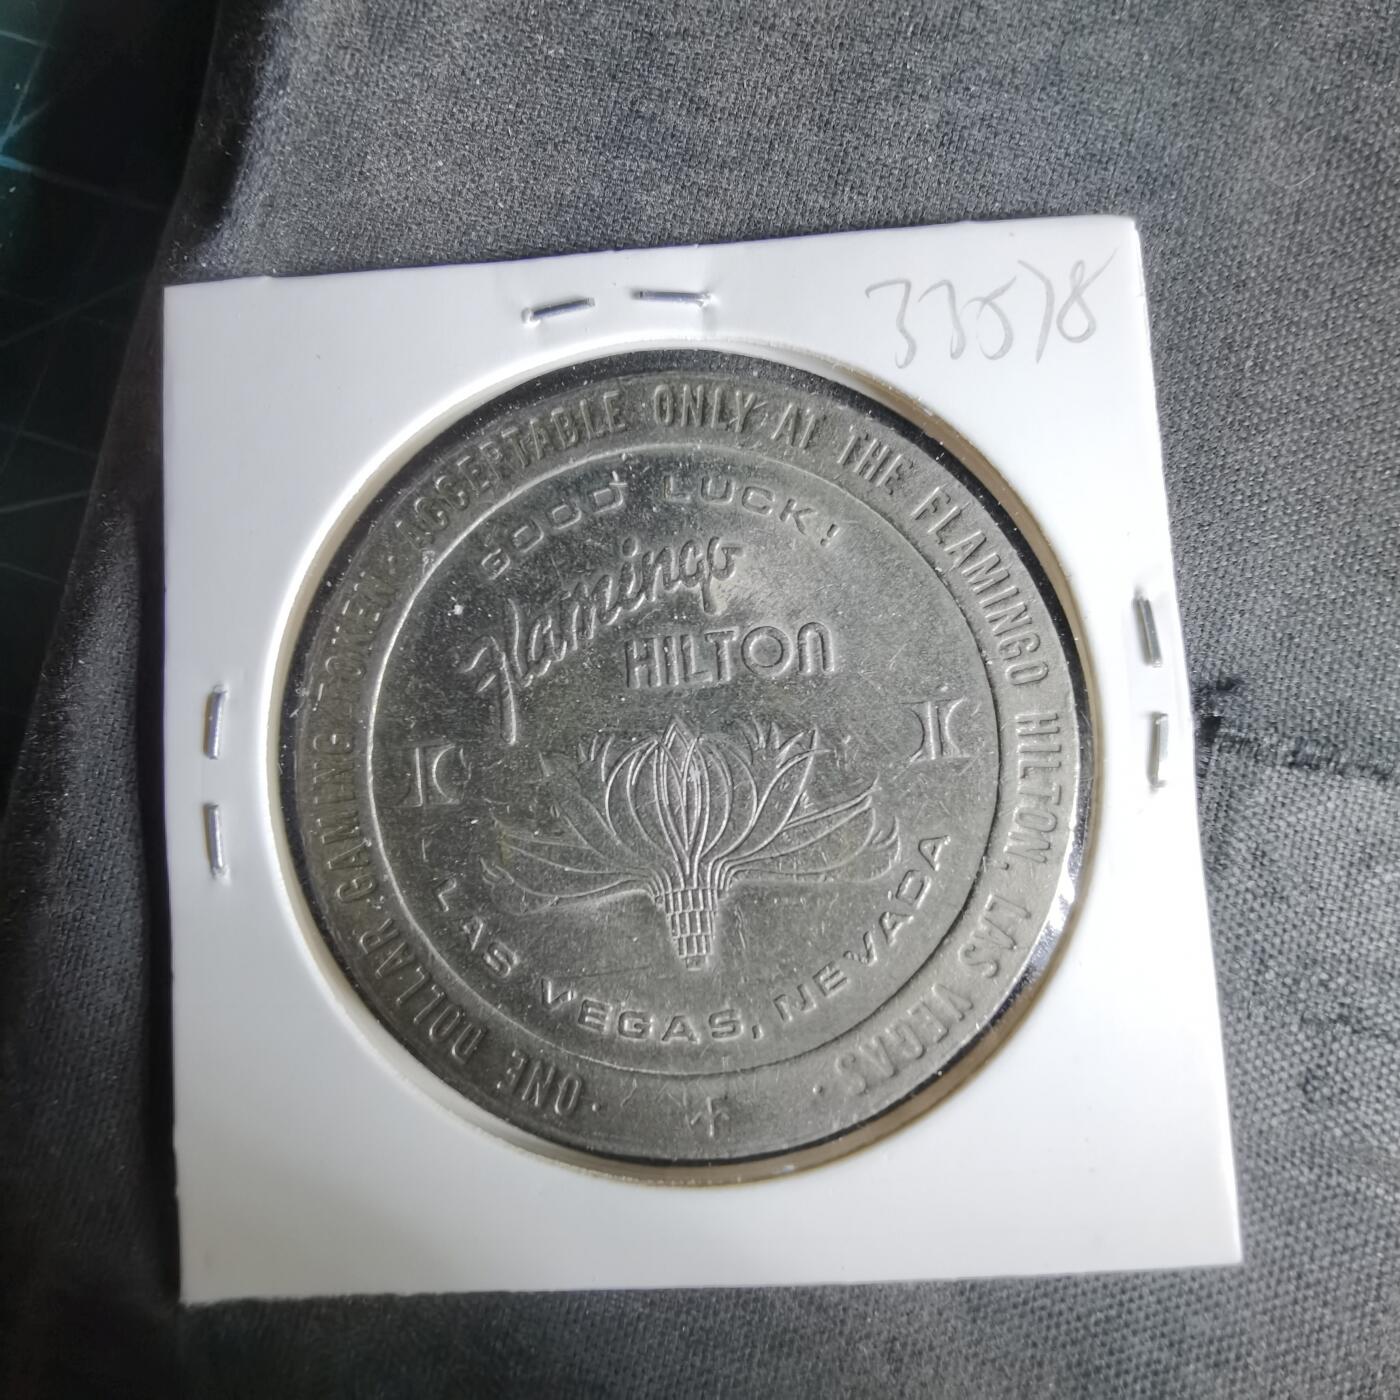 33578
ONE DOLLAR GAMING TOKEN · ACCEPTABLE ONLY AT THE FLAMINGO HILTON, LAS VEGAS ·
GOOD LUCK!
Flamingo
HILTON
LAS VEGAS, NEVADA